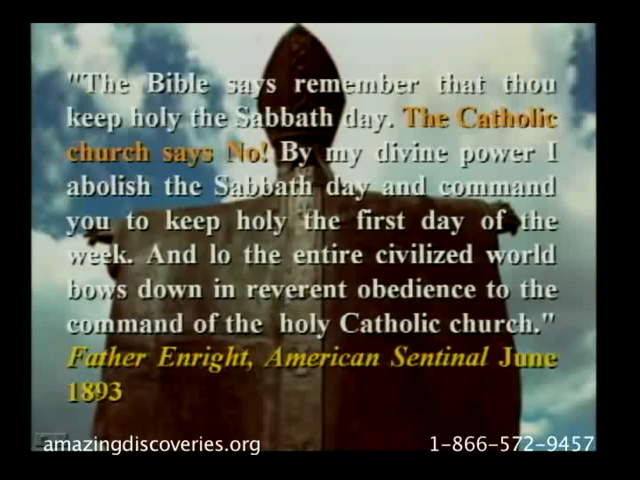 "The Bible says remember that thou
keep holy the Sabbath day. The Catholic
church says No! By my divine power I
abolish the Sabbath day and command
you to keep holy the first day of the
week. And lo the entire civilized world
bows down in reverent obedience to the
command of the holy Catholic church."
Father Enright, American Sentinal June
1893
amazingdiscoveries.org 1-866-572-9457